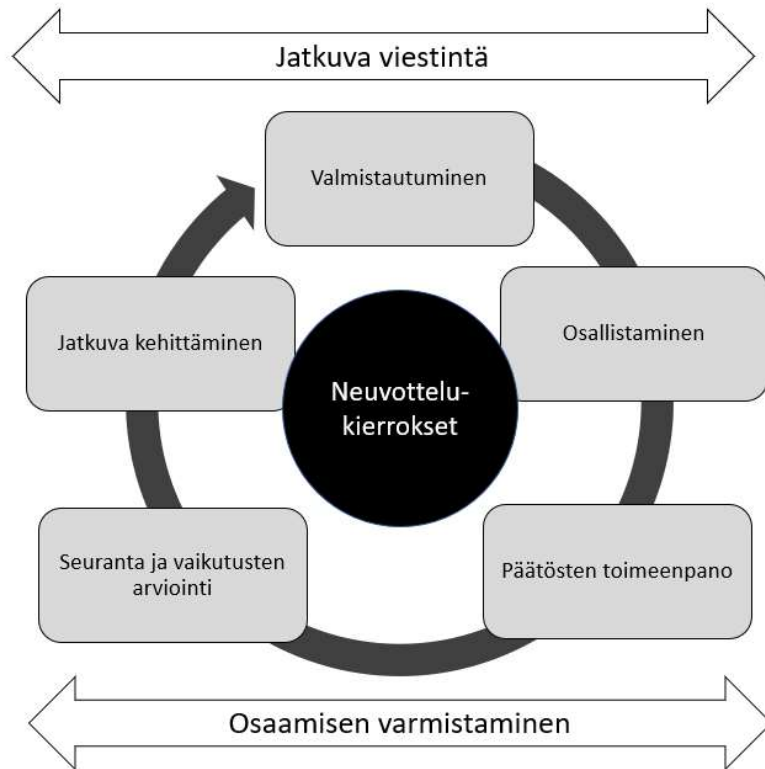 Jatkuva viestintä
Valmistautuminen
Osallistaminen
Jatkuva kehittäminen
Neuvottelu-
kierrokset
Seuranta ja vaikutusten
arviointi
Päätösten toimeenpano
Osaamisen varmistaminen